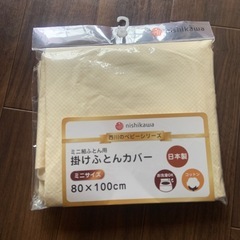 nishikawa
nishikawa
西川のベビーシリーズ
ミニ組ふとん用
掛けふとんカバー
日本製
ミニサイズ
80×100cm